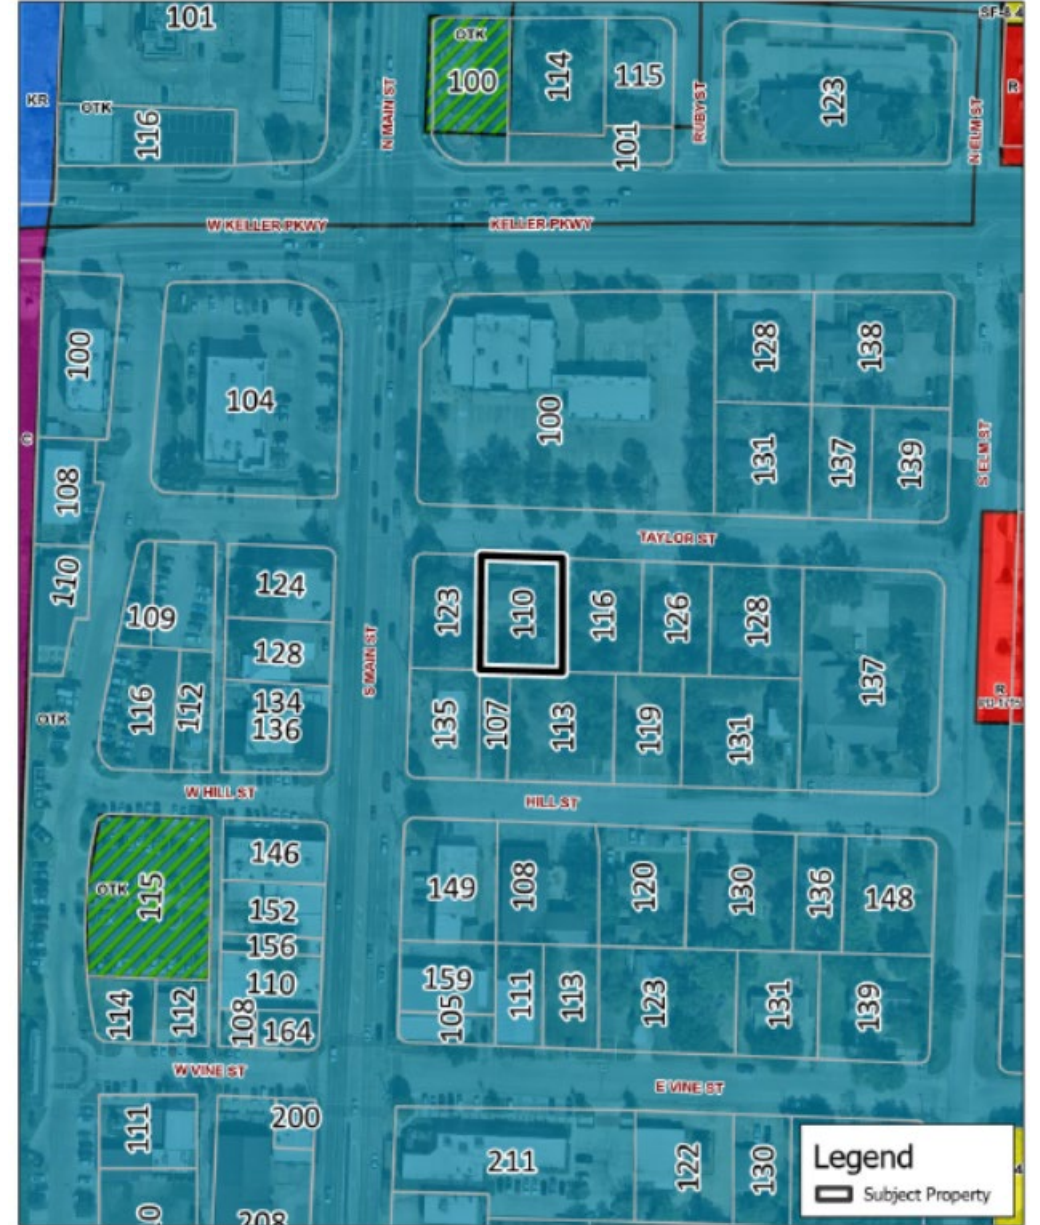 101
SF-8.4
OTK
100
114
115
123
KR
OTK
116
N MAIN ST
RUBY ST
101
N ELM ST
R
W KELLER PKWY
KELLER PKWY
100
104
100
128
138
108
131
137
139
S ELM ST
TAYLOR ST
110
109
124
128
123
110
116
126
128
137
S MAIN ST
116
112
134
136
135
107
113
119
131
R
OTK
W HILL ST
HILL ST
OTK
115
146
152
156
110
149
108
120
130
136
148
114
112
108
164
159
105
111
113
123
131
139
W VINE ST
E VINE ST
111
200
211
122
130
208
Legend
Subject Property